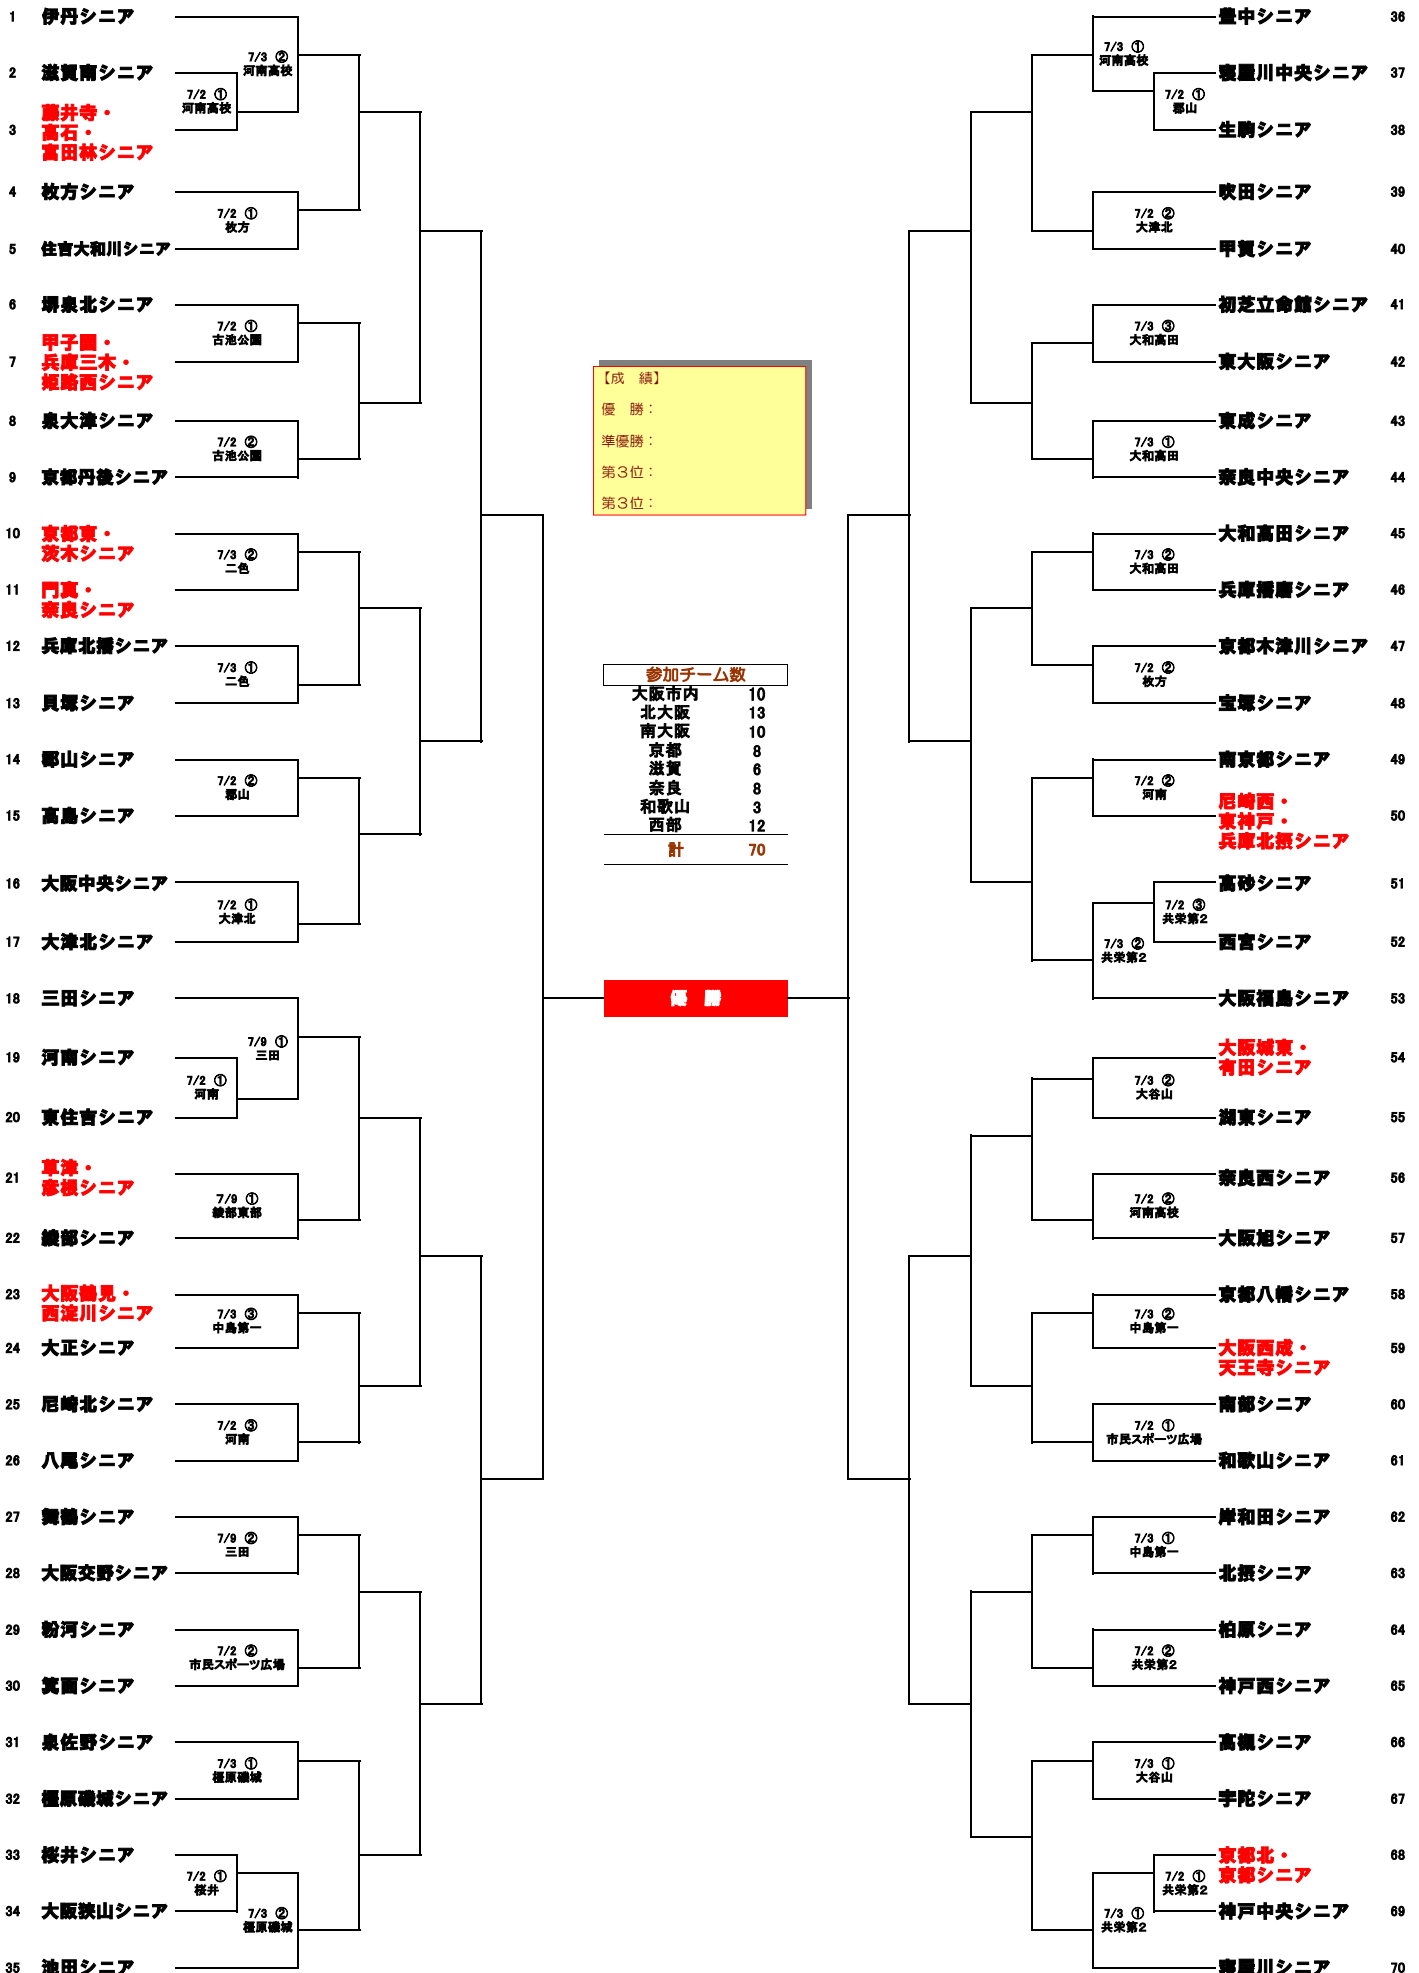 1 伊丹シニア
7/3 ②
河南高校
2 滋賀南シニア
7/2 ①
河南高校
藤井寺・
3 高石・
富田林シニア
4 枚方シニア
7/2 ①
枚方
5 住吉大和川シニア
6 堺泉北シニア
7/2 ①
古池公園
甲子園・
7 兵庫三木・
姫路西シニア
8 泉大津シニア
7/2 ②
古池公園
9 京都丹後シニア
10 京都東・
茨木シニア
7/3 ②
二色
11 門真・
奈良シニア
12 兵庫北播シニア
7/3 ①
二色
13 貝塚シニア
14 郡山シニア
7/2 ②
郡山
15 高島シニア
16 大阪中央シニア
7/2 ①
大津北
17 大津北シニア
18 三田シニア
7/9 ①
三田
19 河南シニア
7/2 ①
河南
20 東住吉シニア
草津・
21
彦根シニア
7/9 ①
綾部東部
22 綾部シニア
23 大阪鶴見・
西淀川シニア
7/3 ③
中島第一
24 大正シニア
25 尼崎北シニア
7/2 ③
河南
26 八尾シニア
27 舞鶴シニア
7/9 ②
三田
28 大阪交野シニア
29 粉河シニア
7/2 ②
市民スポーツ広場
30 箕面シニア
31 泉佐野シニア
7/3 ①
橿原磯城
32 橿原磯城シニア
33 桜井シニア
7/2 ①
桜井
34 大阪狭山シニア
7/3 ②
橿原磯城
35 池田シニア
【成　績】
優　勝：
準優勝：
第３位：
第３位：
参加チーム数
大阪市内 10
北大阪 13
南大阪 10
京都 8
滋賀 6
奈良 8
和歌山 3
西部 12
計 70
優　勝
豊中シニア 36
7/3 ①
河南高校
寝屋川中央シニア 37
7/2 ①
郡山
生駒シニア 38
吹田シニア 39
7/2 ②
大津北
甲賀シニア 40
初芝立命館シニア 41
7/3 ③
大和高田
東大阪シニア 42
東成シニア 43
7/3 ①
大和高田
奈良中央シニア 44
大和高田シニア 45
7/3 ②
大和高田
兵庫播磨シニア 46
京都木津川シニア 47
7/2 ②
枚方
宝塚シニア 48
南京都シニア 49
7/2 ②
河南
尼崎西・
東神戸・ 50
兵庫北摂シニア
高砂シニア 51
7/2 ③
共栄第2
西宮シニア 52
7/3 ②
共栄第2
大阪福島シニア 53
大阪城東・ 54
有田シニア
7/3 ②
大谷山
湖東シニア 55
奈良西シニア 56
7/2 ②
河南高校
大阪旭シニア 57
京都八幡シニア 58
7/3 ②
中島第一
大阪西成・ 59
天王寺シニア
南部シニア 60
7/2 ①
市民スポーツ広場
和歌山シニア 61
岸和田シニア 62
7/3 ①
中島第一
北摂シニア 63
柏原シニア 64
7/2 ②
共栄第2
神戸西シニア 65
高槻シニア 66
7/3 ①
大谷山
宇陀シニア 67
京都北・ 68
京都シニア
7/2 ①
共栄第2
神戸中央シニア 69
7/3 ①
共栄第2
寝屋川シニア 70